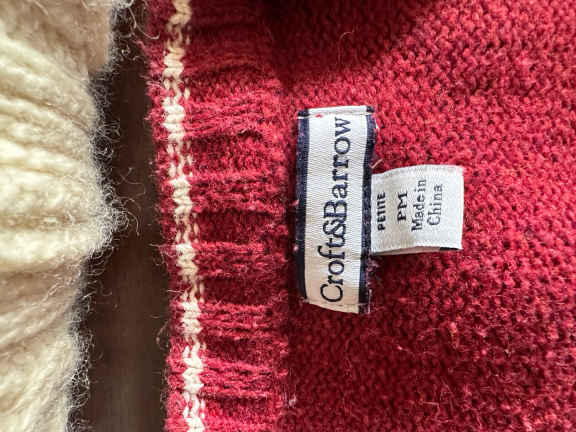 Croft&Barrow
PETITE
PM
Made in
China